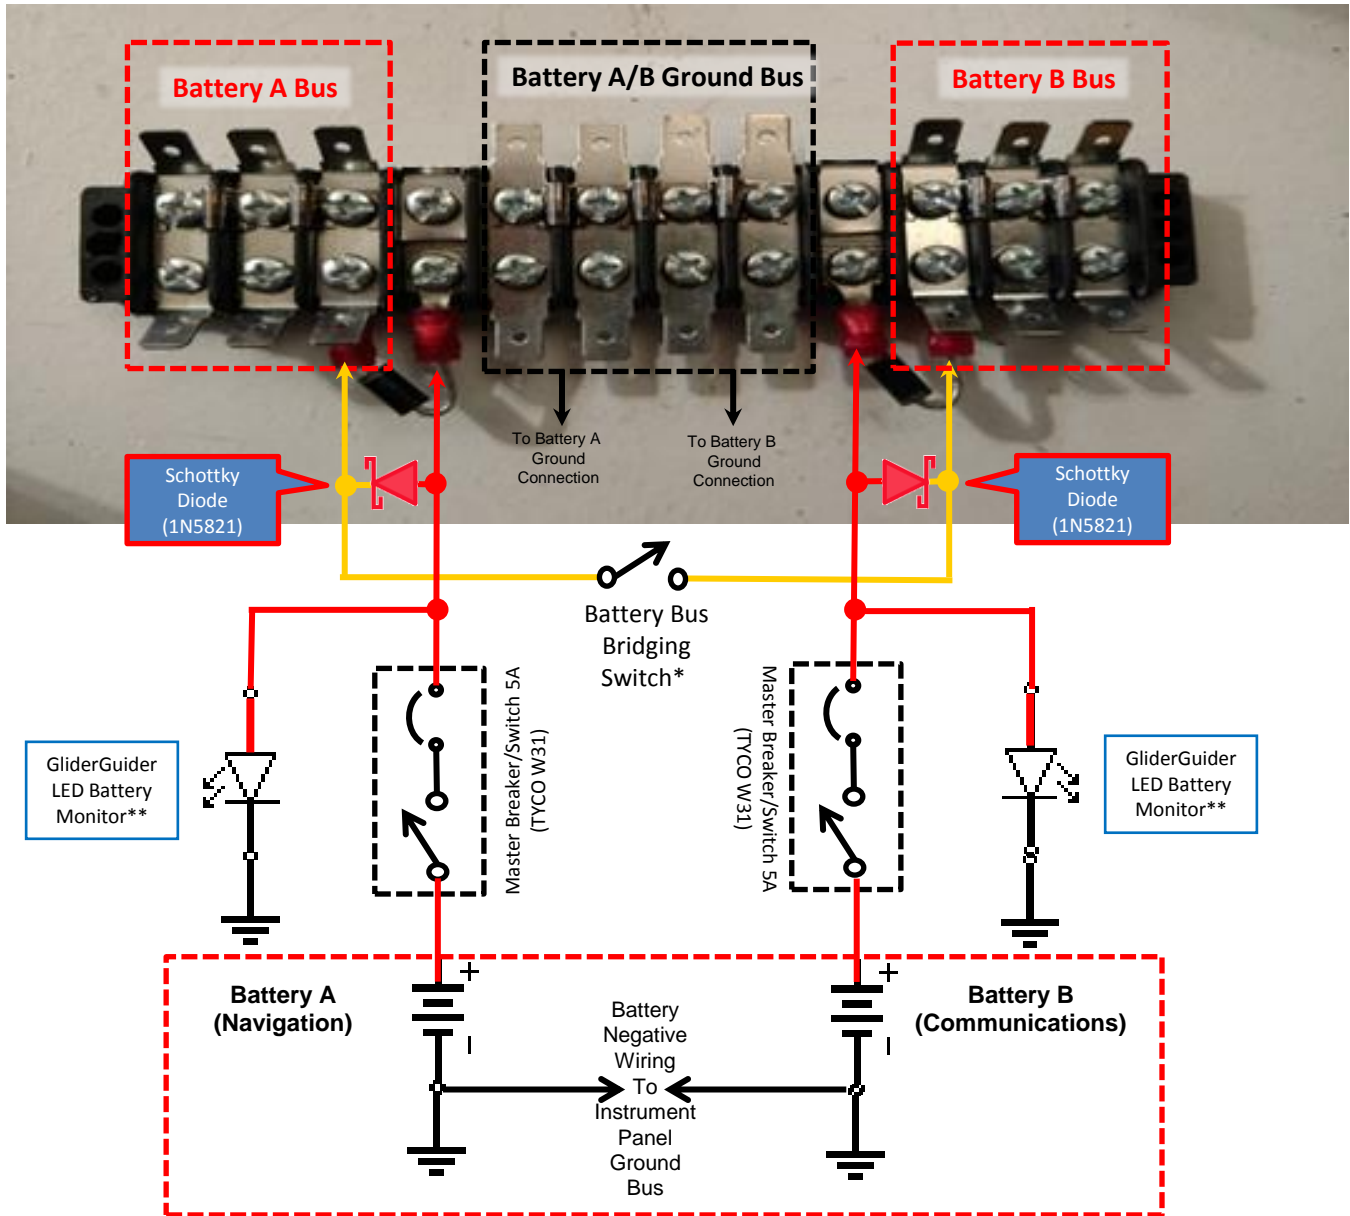 Battery A Bus
Battery A/B Ground Bus
Battery B Bus
To Battery A
Ground
Connection
To Battery B
Ground
Connection
Schottky
Diode
(1N5821)
Schottky
Diode
(1N5821)
Battery Bus
Bridging
Switch*
Master Breaker/Switch 5A
(TYCO W31)
Master Breaker/Switch 5A
(TYCO W31)
GliderGuider
LED Battery
Monitor**
GliderGuider
LED Battery
Monitor**
+
+
Battery A
(Navigation)
Battery
Negative
Wiring
To
Instrument
Panel
Ground
Bus
Battery B
(Communications)